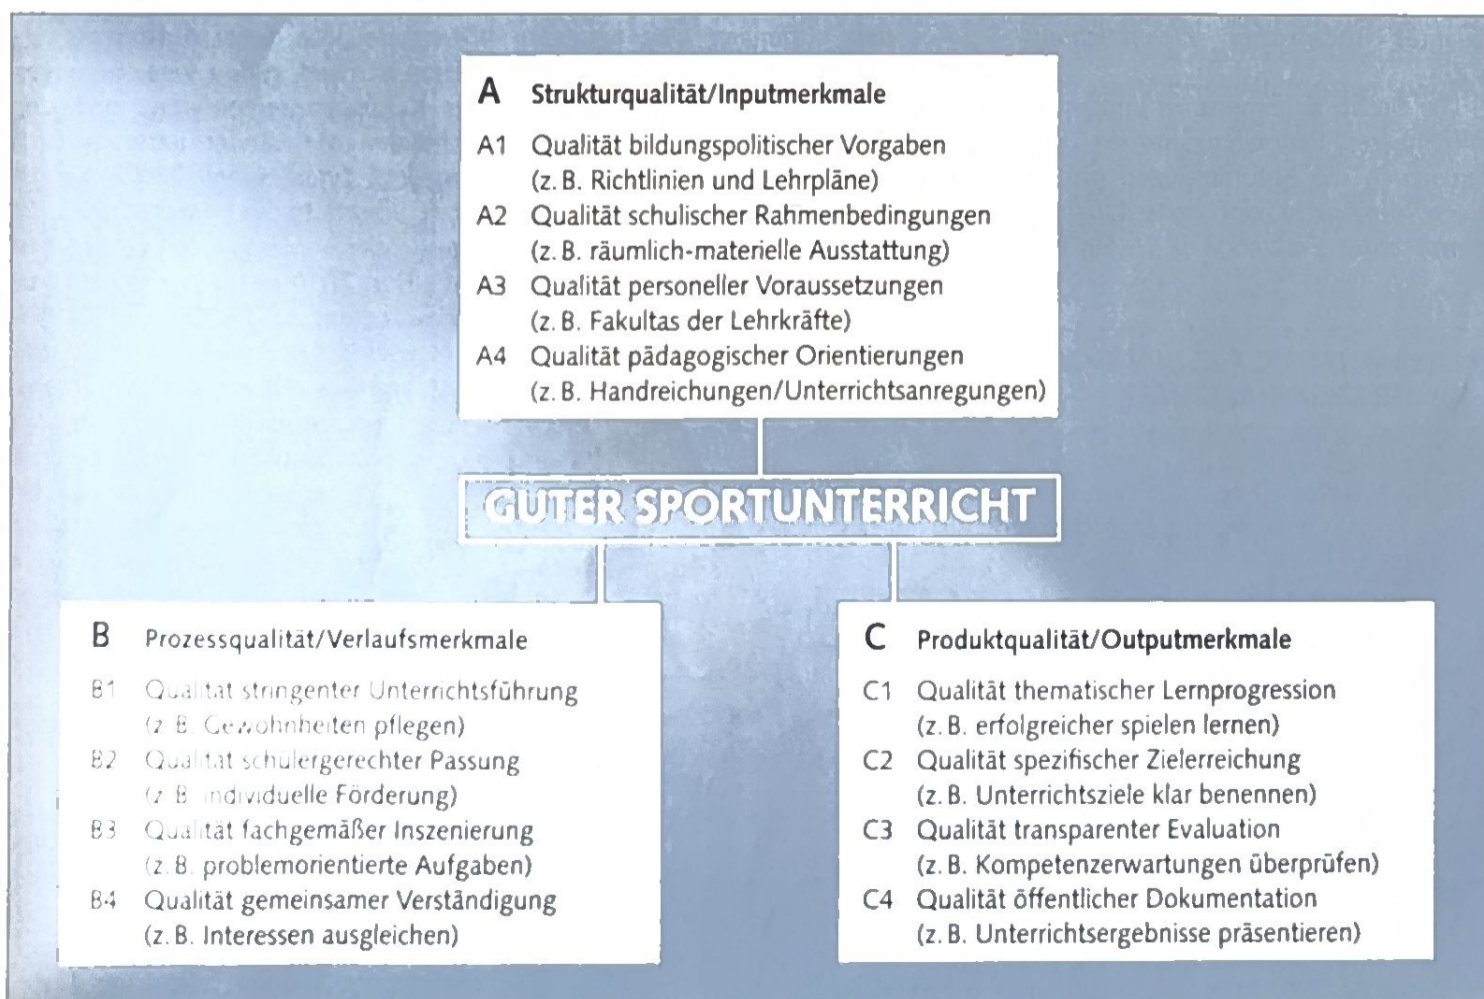 A Strukturqualität/Inputmerkmale
A1 Qualität bildungspolitischer Vorgaben
(z. B. Richtlinien und Lehrpläne)
A2 Qualität schulischer Rahmenbedingungen
(z. B. räumlich-materielle Ausstattung)
A3 Qualität personeller Voraussetzungen
(z. B. Fakultas der Lehrkräfte)
A4 Qualität pädagogischer Orientierungen
(z. B. Handreichungen/Unterrichtsanregungen)
GUTER SPORTUNTERRICHT
B Prozessqualität/Verlaufsmerkmale
B1 Qualität stringenter Unterrichtsführung
(z. B. Gewohnheiten pflegen)
B2 Qualität schülergerechter Passung
(z. B. individuelle Förderung)
B3 Qualität fachgemäßer Inszenierung
(z. B. problemorientierte Aufgaben)
B4 Qualität gemeinsamer Verständigung
(z. B. Interessen ausgleichen)
C Produktqualität/Outputmerkmale
C1 Qualität thematischer Lernprogression
(z. B. erfolgreicher spielen lernen)
C2 Qualität spezifischer Zielerreichung
(z. B. Unterrichtsziele klar benennen)
C3 Qualität transparenter Evaluation
(z. B. Kompetenzerwartungen überprüfen)
C4 Qualität öffentlicher Dokumentation
(z. B. Unterrichtsergebnisse präsentieren)